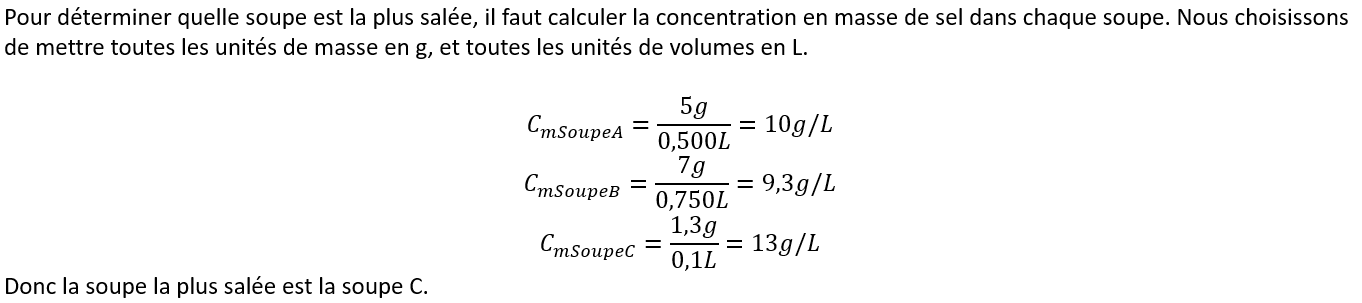 Pour déterminer quelle soupe est la plus salée, il faut calculer la concentration en masse de sel dans chaque soupe. Nous choisissons
de mettre toutes les unités de masse en g, et toutes les unités de volumes en L.
C_{mSoupeA} = \frac{5g}{0,500L} = 10g/L
C_{mSoupeB} = \frac{7g}{0,750L} = 9,3g/L
C_{mSoupeC} = \frac{1,3g}{0,1L} = 13g/L
Donc la soupe la plus salée est la soupe C.